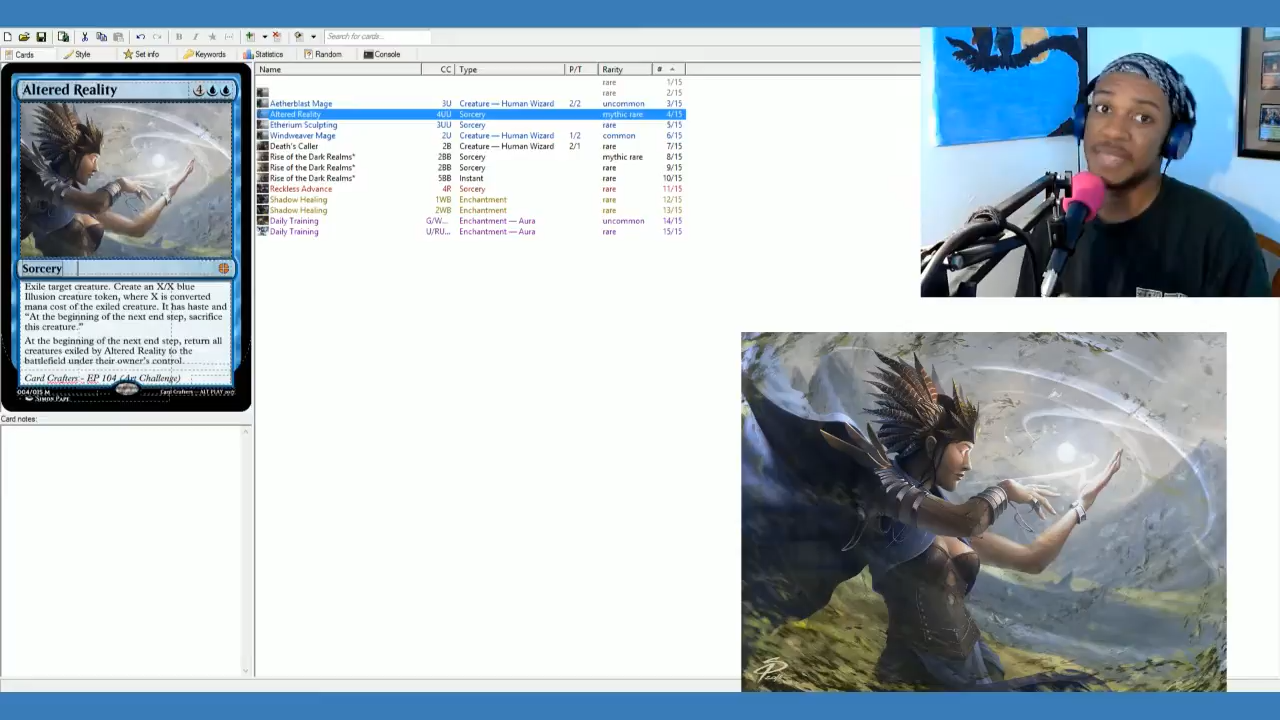 Search for cards...
Cards Style Set info Keywords Statistics Random Console
Name CC Type P/T Rarity #
rare 1/15
rare 2/15
Aetherblast Mage 3U Creature — Human Wizard 2/2 uncommon 3/15
Altered Reality 4UU Sorcery mythic rare 4/15
Etherium Sculpting 3UU Sorcery rare 5/15
Windweaver Mage 2U Creature — Human Wizard 1/2 common 6/15
Death's Caller 2B Creature — Human Wizard 2/1 rare 7/15
Rise of the Dark Realms* 2BB Sorcery mythic rare 8/15
Rise of the Dark Realms* 2BB Sorcery rare 9/15
Rise of the Dark Realms* 5BB Instant rare 10/15
Reckless Advance 4R Sorcery rare 11/15
Shadow Healing 1WB Enchantment rare 12/15
Shadow Healing 2WB Enchantment rare 13/15
Daily Training G/W... Enchantment — Aura uncommon 14/15
Daily Training U/RU... Enchantment — Aura rare 15/15
Altered Reality 4
Sorcery
Exile target creature. Create an X/X blue
Illusion creature token, where X is converted
mana cost of the exiled creature. It has haste and
“At the beginning of the next end step, sacrifice
this creature.”
At the beginning of the next end step, return all
creatures exiled by Altered Reality to the
battlefield under their owner's control.
Card Crafters - EP 104 (Art Challenge)
004/015 M
Simon Pape
Card notes: